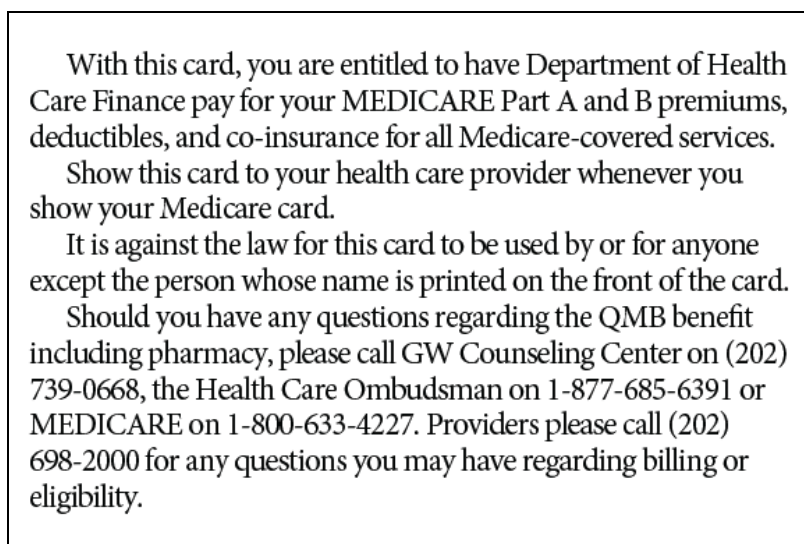 With this card, you are entitled to have Department of Health
Care Finance pay for your MEDICARE Part A and B premiums,
deductibles, and co-insurance for all Medicare-covered services.
Show this card to your health care provider whenever you
show your Medicare card.
It is against the law for this card to be used by or for anyone
except the person whose name is printed on the front of the card.
Should you have any questions regarding the QMB benefit
including pharmacy, please call GW Counseling Center on (202)
739-0668, the Health Care Ombudsman on 1-877-685-6391 or
MEDICARE on 1-800-633-4227. Providers please call (202)
698-2000 for any questions you may have regarding billing or
eligibility.